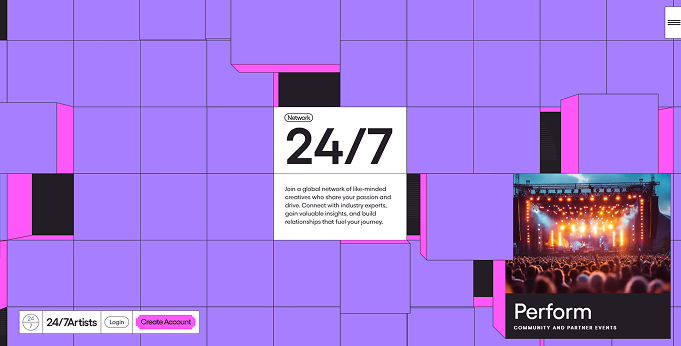 Network
24/7
Join a global network of like-minded
creatives who share your passion and
drive. Connect with industry experts,
gain valuable insights, and build
relationships that fuel your journey.
Perform
COMMUNITY AND PARTNER EVENTS
24
7
24/7Artists
Login
Create Account